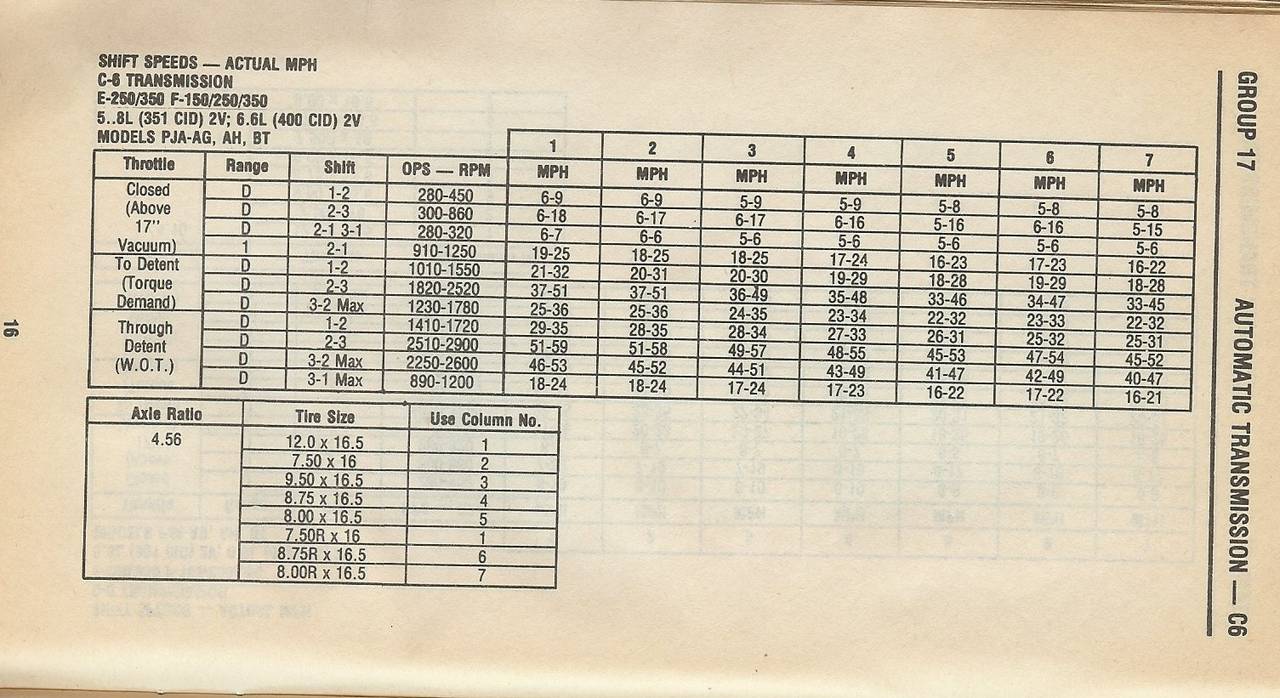 SHIFT SPEEDS — ACTUAL MPH
C-6 TRANSMISSION
E-250/350 F-150/250/350
5..8L (351 CID) 2V; 6.6L (400 CID) 2V
MODELS PJA-AG, AH, BT
1 2 3 4 5 6 7
Throttle Range Shift OPS — RPM MPH MPH MPH MPH MPH MPH MPH
Closed D 1-2 280-450 6-9 6-9 5-9 5-9 5-8 5-8 5-8
(Above D 2-3 300-860 6-18 6-17 6-17 6-16 5-16 6-16 5-15
17" D 2-1 3-1 280-320 6-7 6-6 5-6 5-6 5-6 5-6 5-6
Vacuum) 1 2-1 910-1250 19-25 18-25 18-25 17-24 16-23 17-23 16-22
To Detent D 1-2 1010-1550 21-32 20-31 20-30 19-29 18-28 19-29 18-28
(Torque D 2-3 1820-2520 37-51 37-51 36-49 35-48 33-46 34-47 33-45
Demand) D 3-2 Max 1230-1780 25-36 25-36 24-35 23-34 22-32 23-33 22-32
Through D 1-2 1410-1720 29-35 28-35 28-34 27-33 26-31 25-32 25-31
Detent D 2-3 2510-2900 51-59 51-58 49-57 48-55 45-53 47-54 45-52
(W.O.T.) D 3-2 Max 2250-2600 46-53 45-52 44-51 43-49 41-47 42-49 40-47
D 3-1 Max 890-1200 18-24 18-24 17-24 17-23 16-22 17-22 16-21
Axle Ratio Tire Size Use Column No.
4.56 12.0 x 16.5 1
7.50 x 16 2
9.50 x 16.5 3
8.75 x 16.5 4
8.00 x 16.5 5
7.50R x 16 1
8.75R x 16.5 6
8.00R x 16.5 7
GROUP 17 AUTOMATIC TRANSMISSION — C6
16